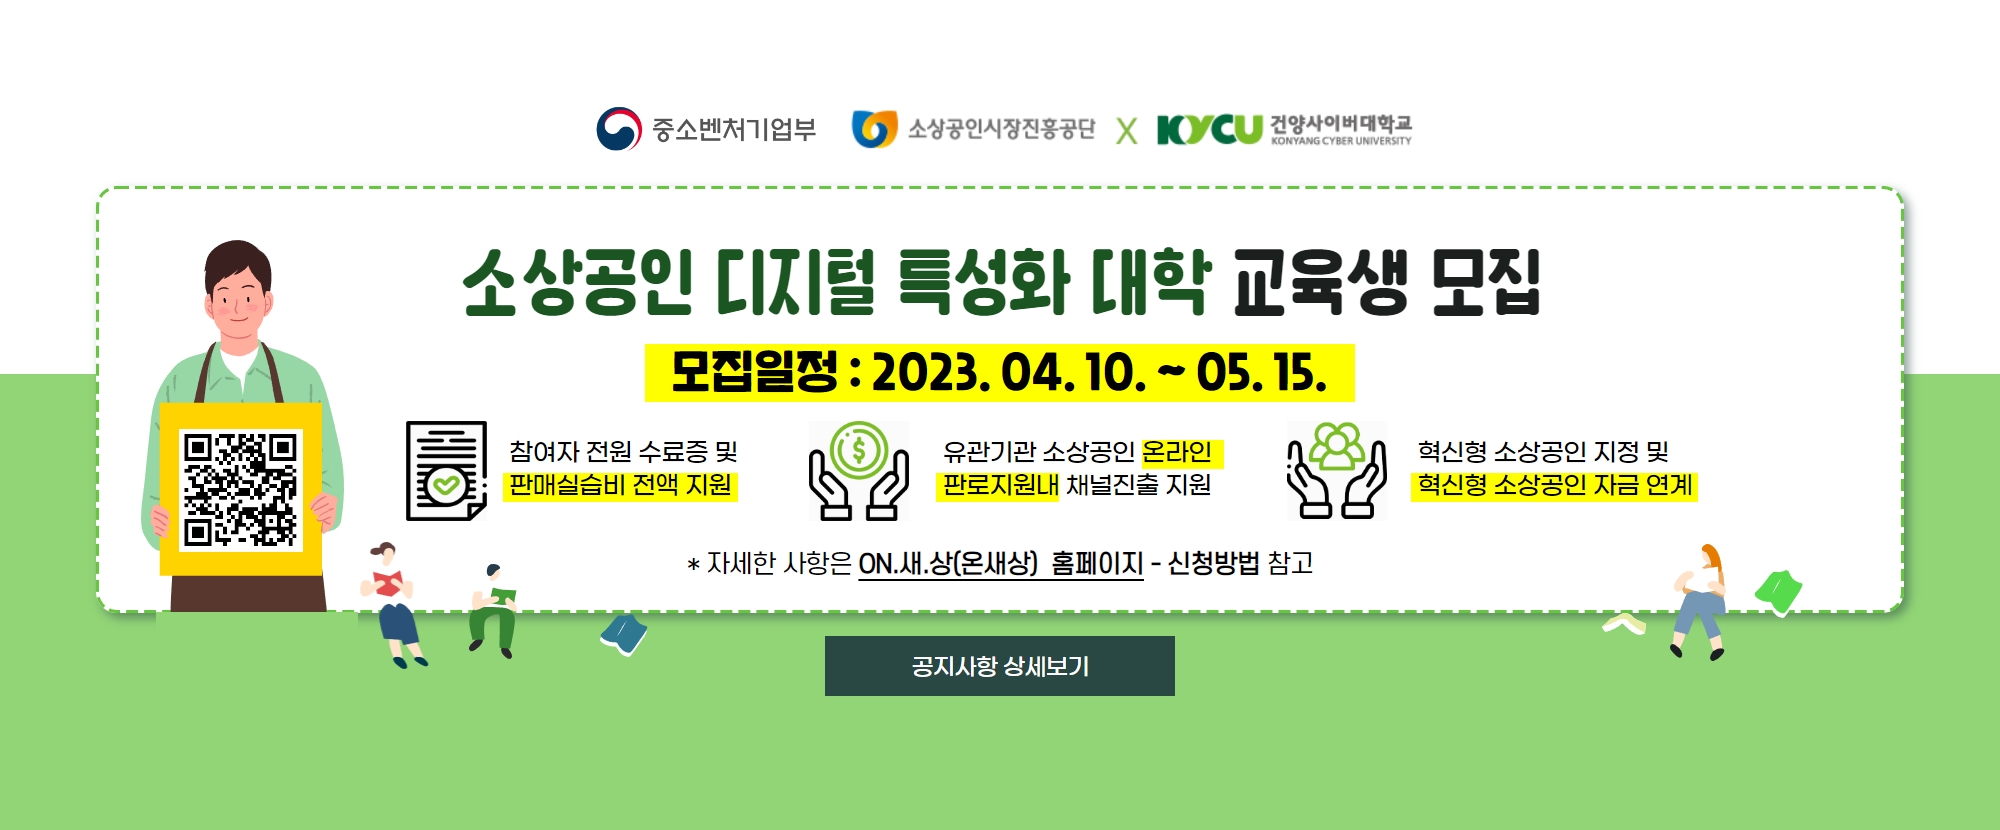 중소벤처기업부 소상공인시장진흥공단 X KYCU 건양사이버대학교
KONYANG CYBER UNIVERSITY
소상공인 디지털 특성화 대학 교육생 모집
모집일정 : 2023. 04. 10. ~ 05. 15.
참여자 전원 수료증 및
판매실습비 전액 지원
유관기관 소상공인 온라인
판로지원내 채널진출 지원
혁신형 소상공인 지정 및
혁신형 소상공인 자금 연계
* 자세한 사항은 ON.새.상(온새상) 홈페이지 - 신청방법 참고
공지사항 상세보기